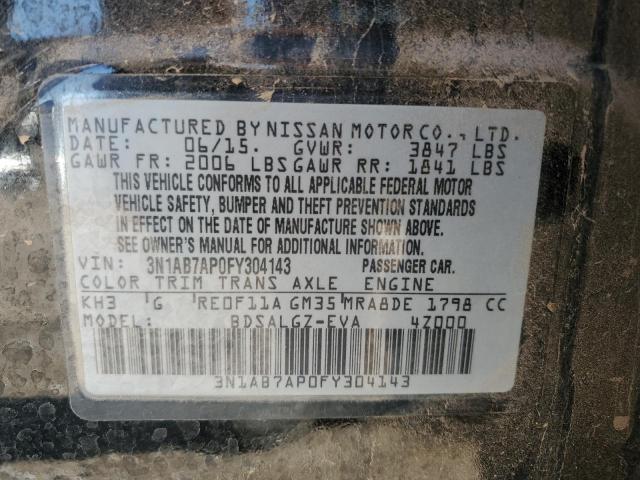 MANUFACTURED BY NISSAN MOTOR CO., LTD.
DATE: 06/15. GVWR: 3847 LBS
GAWR FR: 2006 LBS GAWR RR: 1841 LBS
THIS VEHICLE CONFORMS TO ALL APPLICABLE FEDERAL MOTOR
VEHICLE SAFETY, BUMPER AND THEFT PREVENTION STANDARDS
IN EFFECT ON THE DATE OF MANUFACTURE SHOWN ABOVE.
SEE OWNER'S MANUAL FOR ADDITIONAL INFORMATION.
VIN: 3N1AB7AP0FY304143 PASSENGER CAR.
COLOR TRIM TRANS AXLE ENGINE
KH3 G RE0F11A GM35 MRA8DE 1798 CC
MODEL: BDSALGZ-EVA 4Z000
3N1AB7AP0FY304143